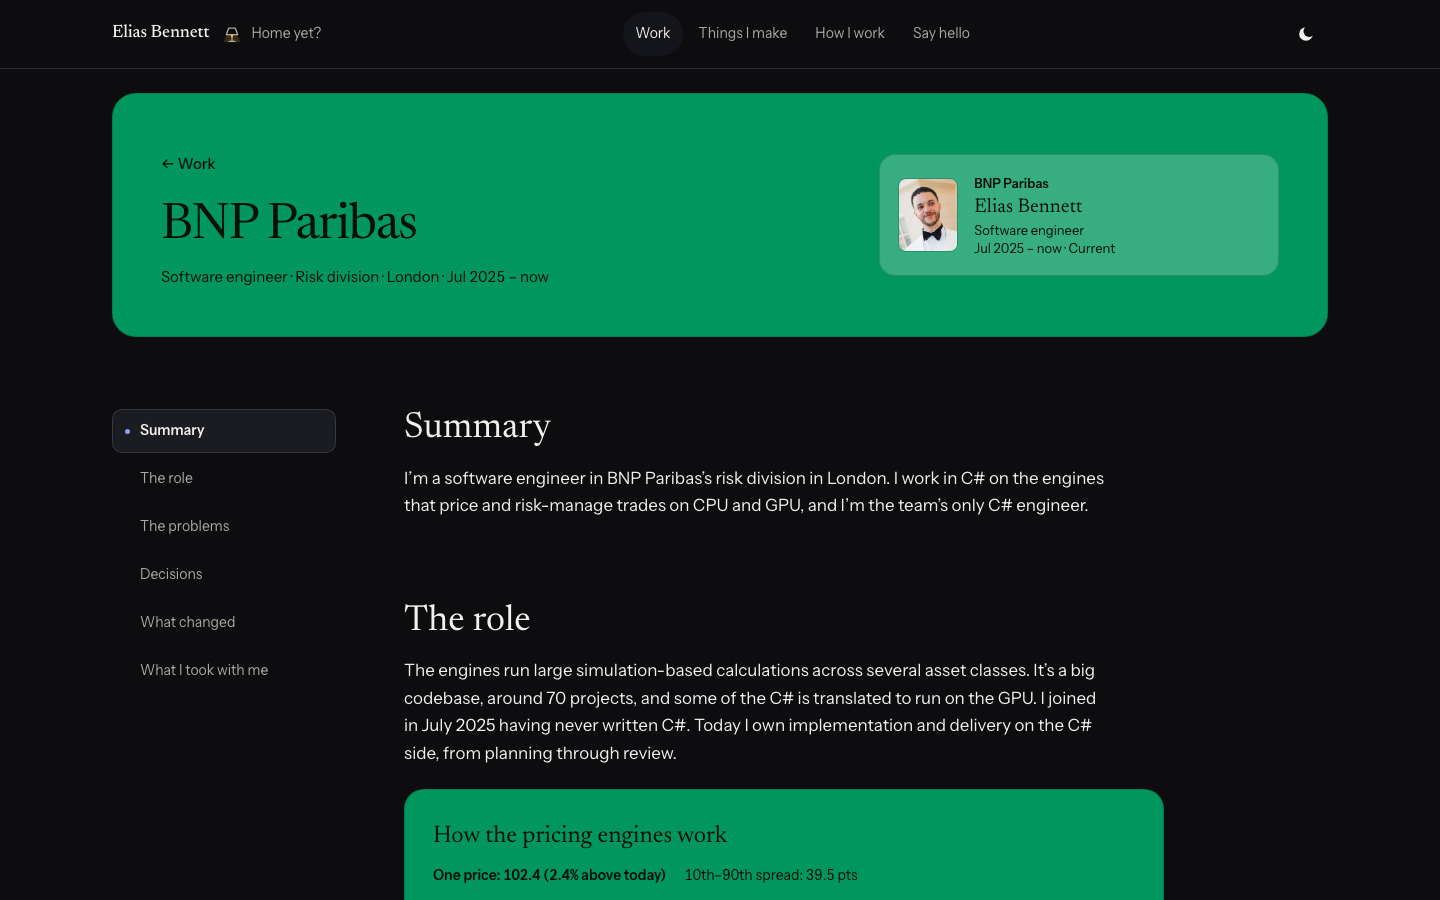 Elias Bennett
Home yet?
Work
Things I make
How I work
Say hello
← Work
BNP Paribas
Software engineer · Risk division · London · Jul 2025 – now
BNP Paribas
Elias Bennett
Software engineer
Jul 2025 – now · Current
Summary
The role
The problems
Decisions
What changed
What I took with me
Summary
I’m a software engineer in BNP Paribas’s risk division in London. I work in C# on the engines
that price and risk-manage trades on CPU and GPU, and I’m the team’s only C# engineer.
The role
The engines run large simulation-based calculations across several asset classes. It’s a big
codebase, around 70 projects, and some of the C# is translated to run on the GPU. I joined
in July 2025 having never written C#. Today I own implementation and delivery on the C#
side, from planning through review.
How the pricing engines work
One price: 102.4 (2.4% above today)
10th–90th spread: 39.5 pts